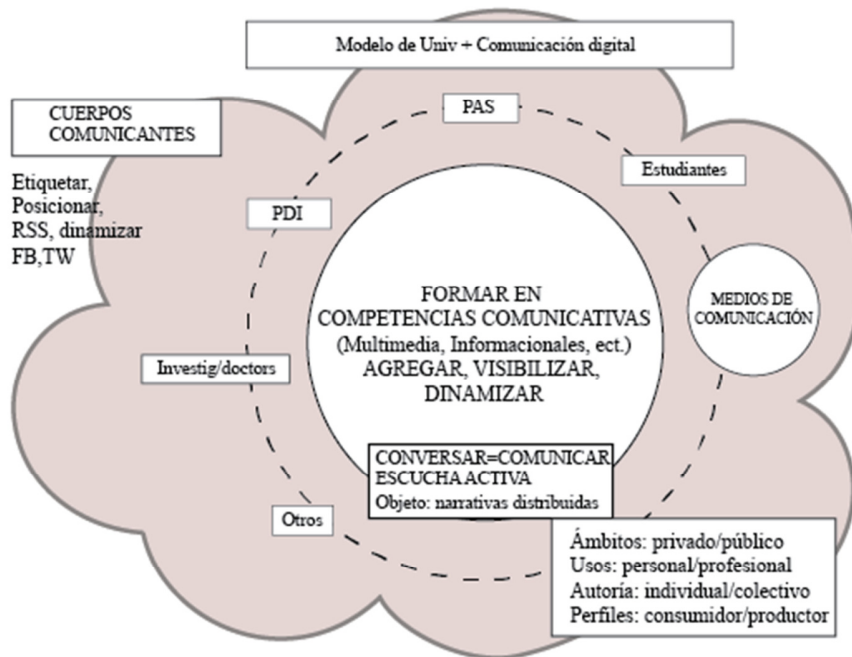 Modelo de Univ + Comunicación digital
CUERPOS
COMUNICANTES
Etiquetar,
Posicionar,
RSS, dinamizar
FB,TW
PAS
Estudiantes
PDI
MEDIOS DE
COMUNICACIÓN
FORMAR EN
COMPETENCIAS COMUNICATIVAS
(Multimedia, Informacionales, ect.)
AGREGAR, VISIBILIZAR,
DINAMIZAR
Investig/doctors
CONVERSAR=COMUNICAR
ESCUCHA ACTIVA
Objeto: narrativas distribuidas
Otros
Ámbitos: privado/público
Usos: personal/profesional
Autoría: individual/colectivo
Perfiles: consumidor/productor